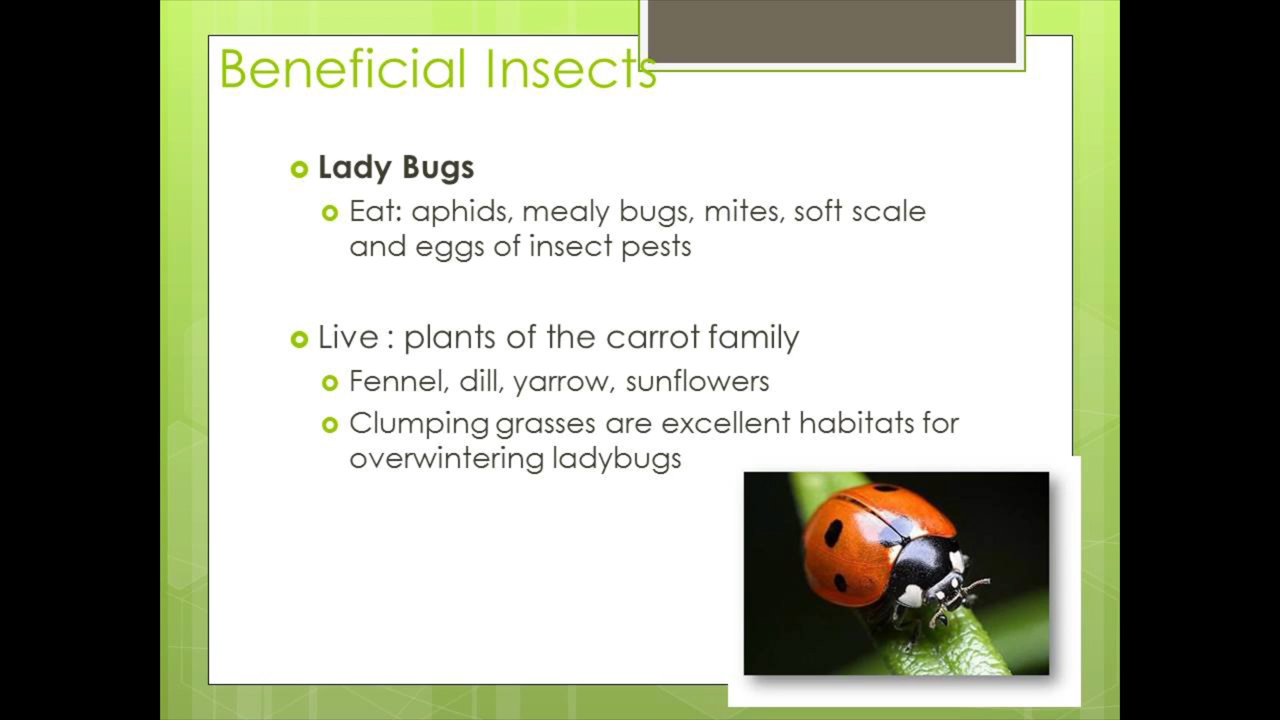 Beneficial Insects
Lady Bugs
Eat: aphids, mealy bugs, mites, soft scale
and eggs of insect pests
Live : plants of the carrot family
Fennel, dill, yarrow, sunflowers
Clumping grasses are excellent habitats for
overwintering ladybugs